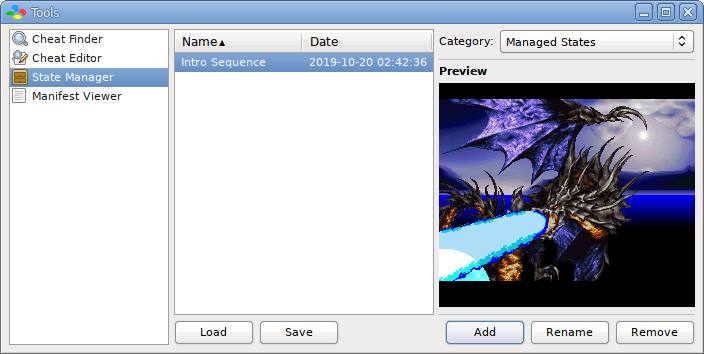 Tools
Cheat Finder
Cheat Editor
State Manager
Manifest Viewer
Name Date
Intro Sequence 2019-10-20 02:42:36
Category: Managed States
Preview
Load Save Add Rename Remove